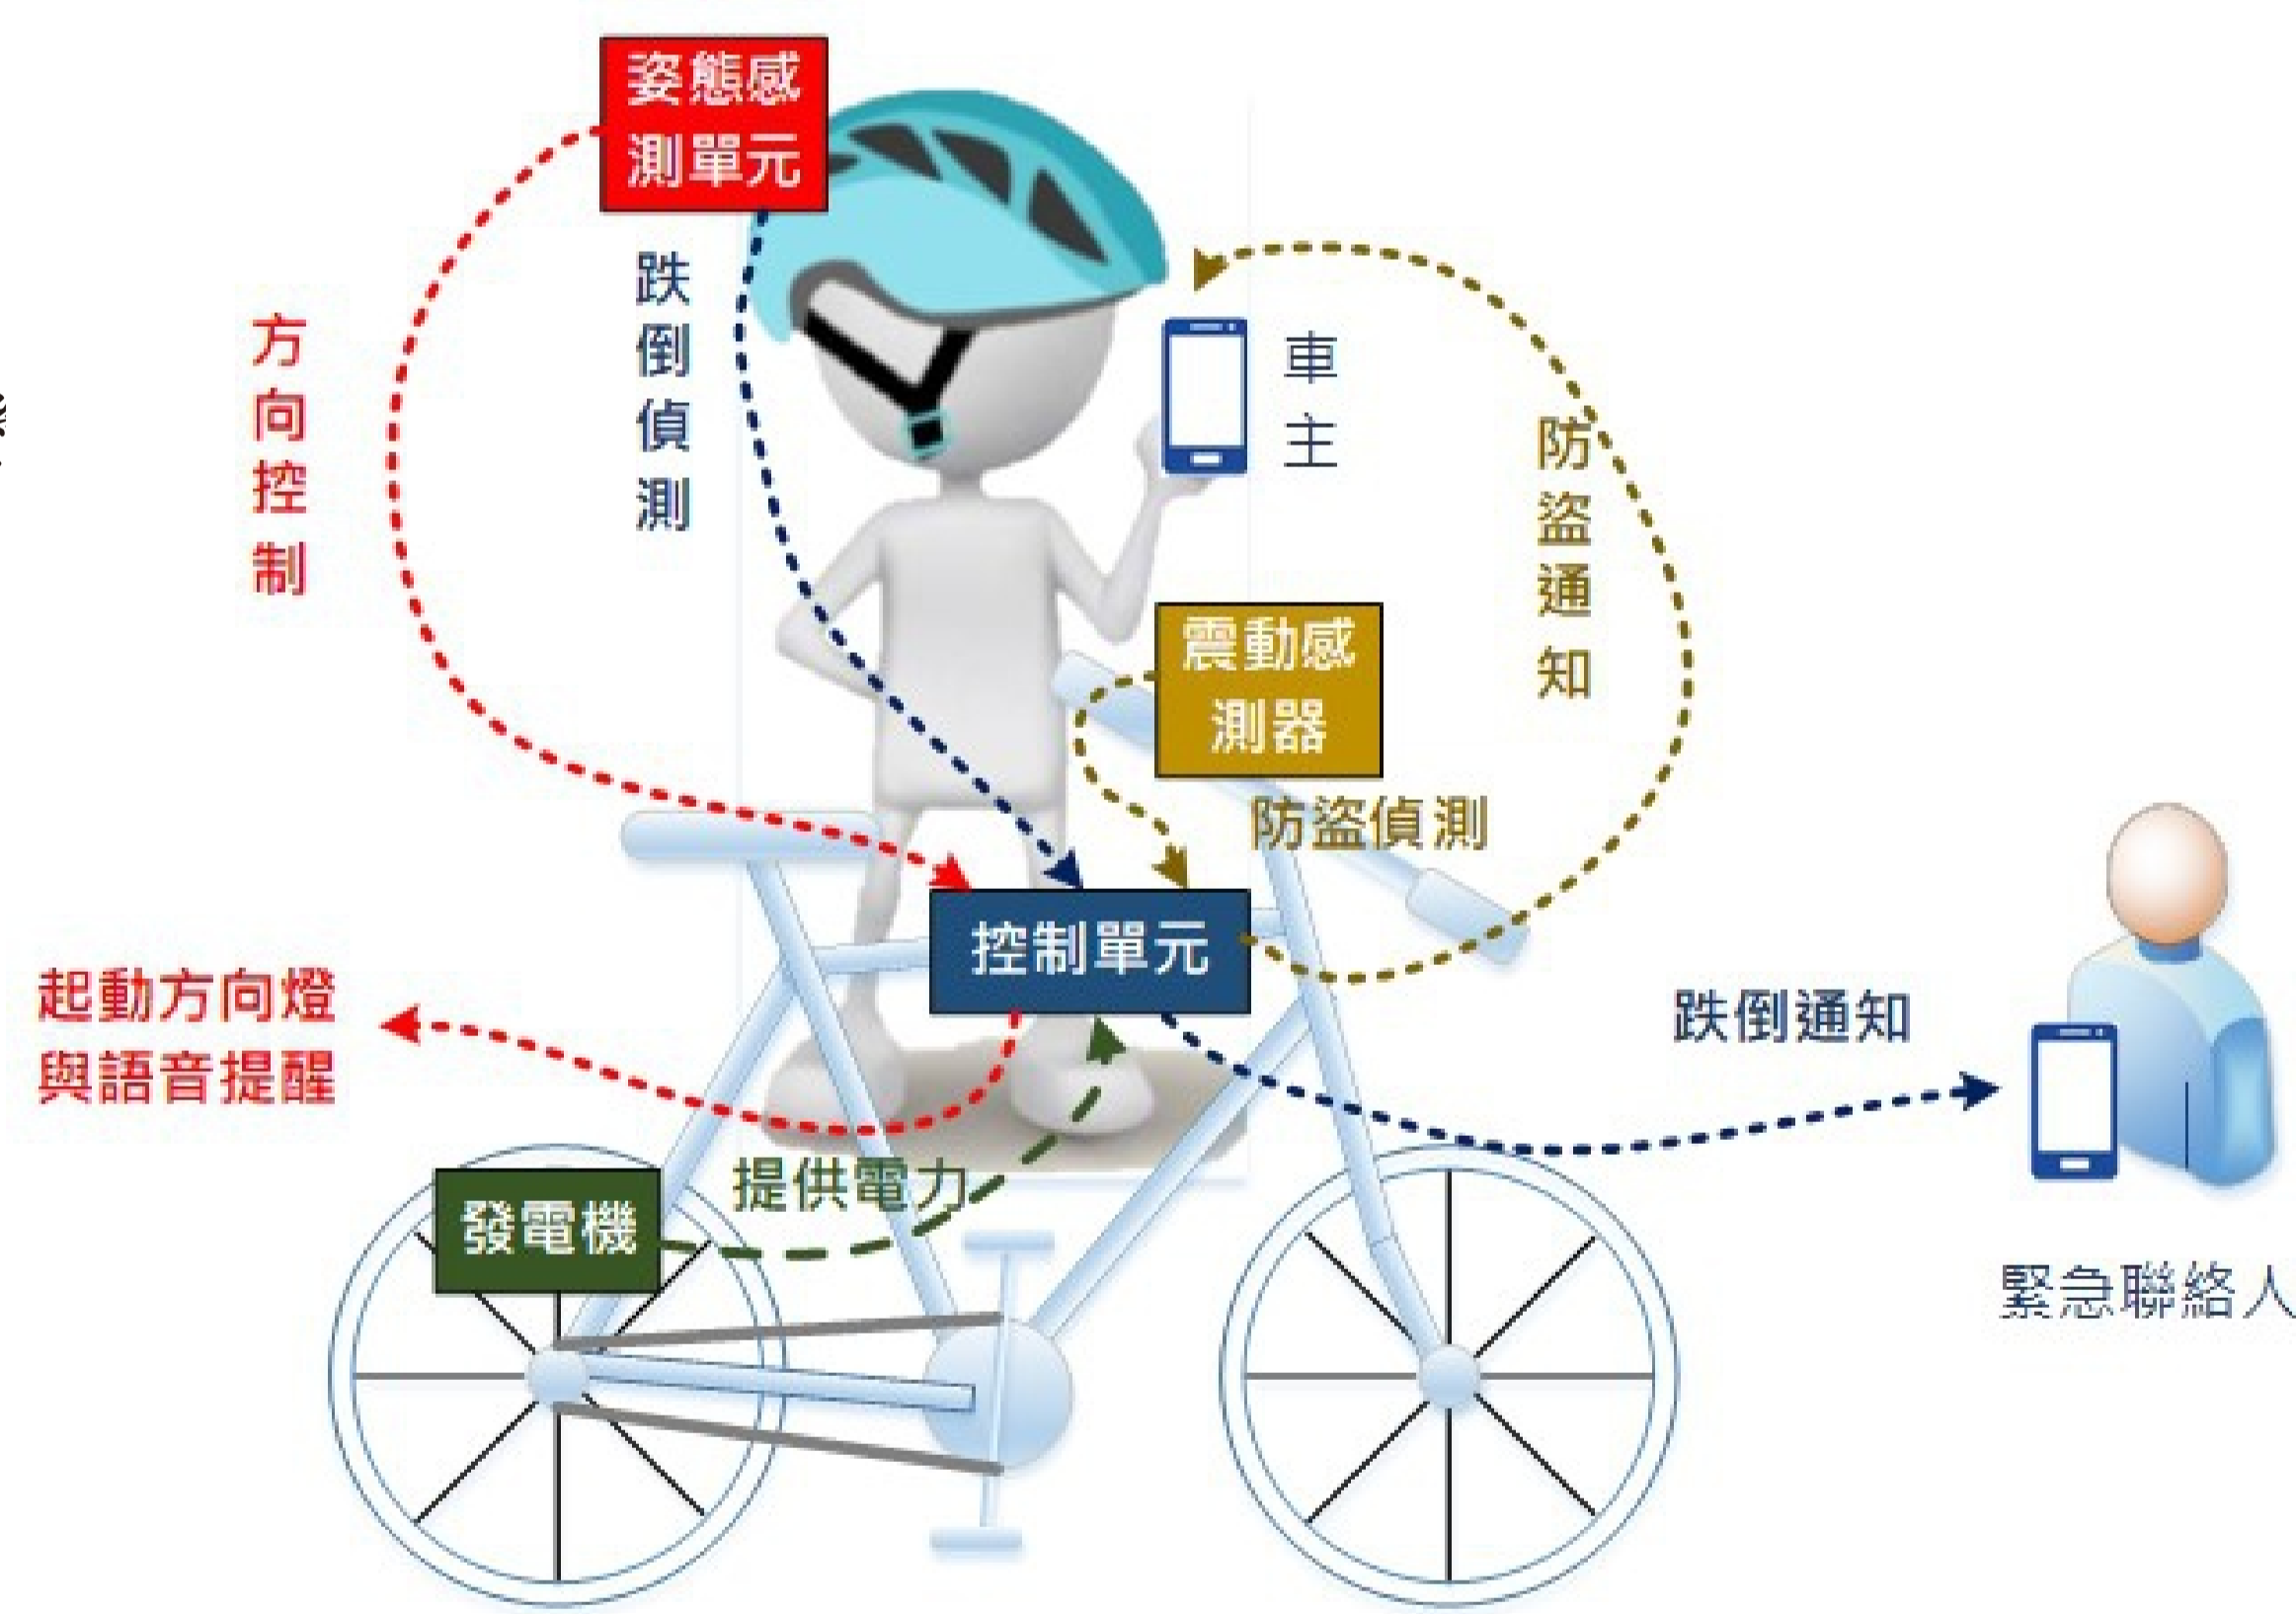 姿態感
測單元
方向控制
跌倒偵測
車主
防盜通知
震動感
測器
防盜偵測
控制單元
起動方向燈
與語音提醒
跌倒通知
提供電力
發電機
緊急聯絡人